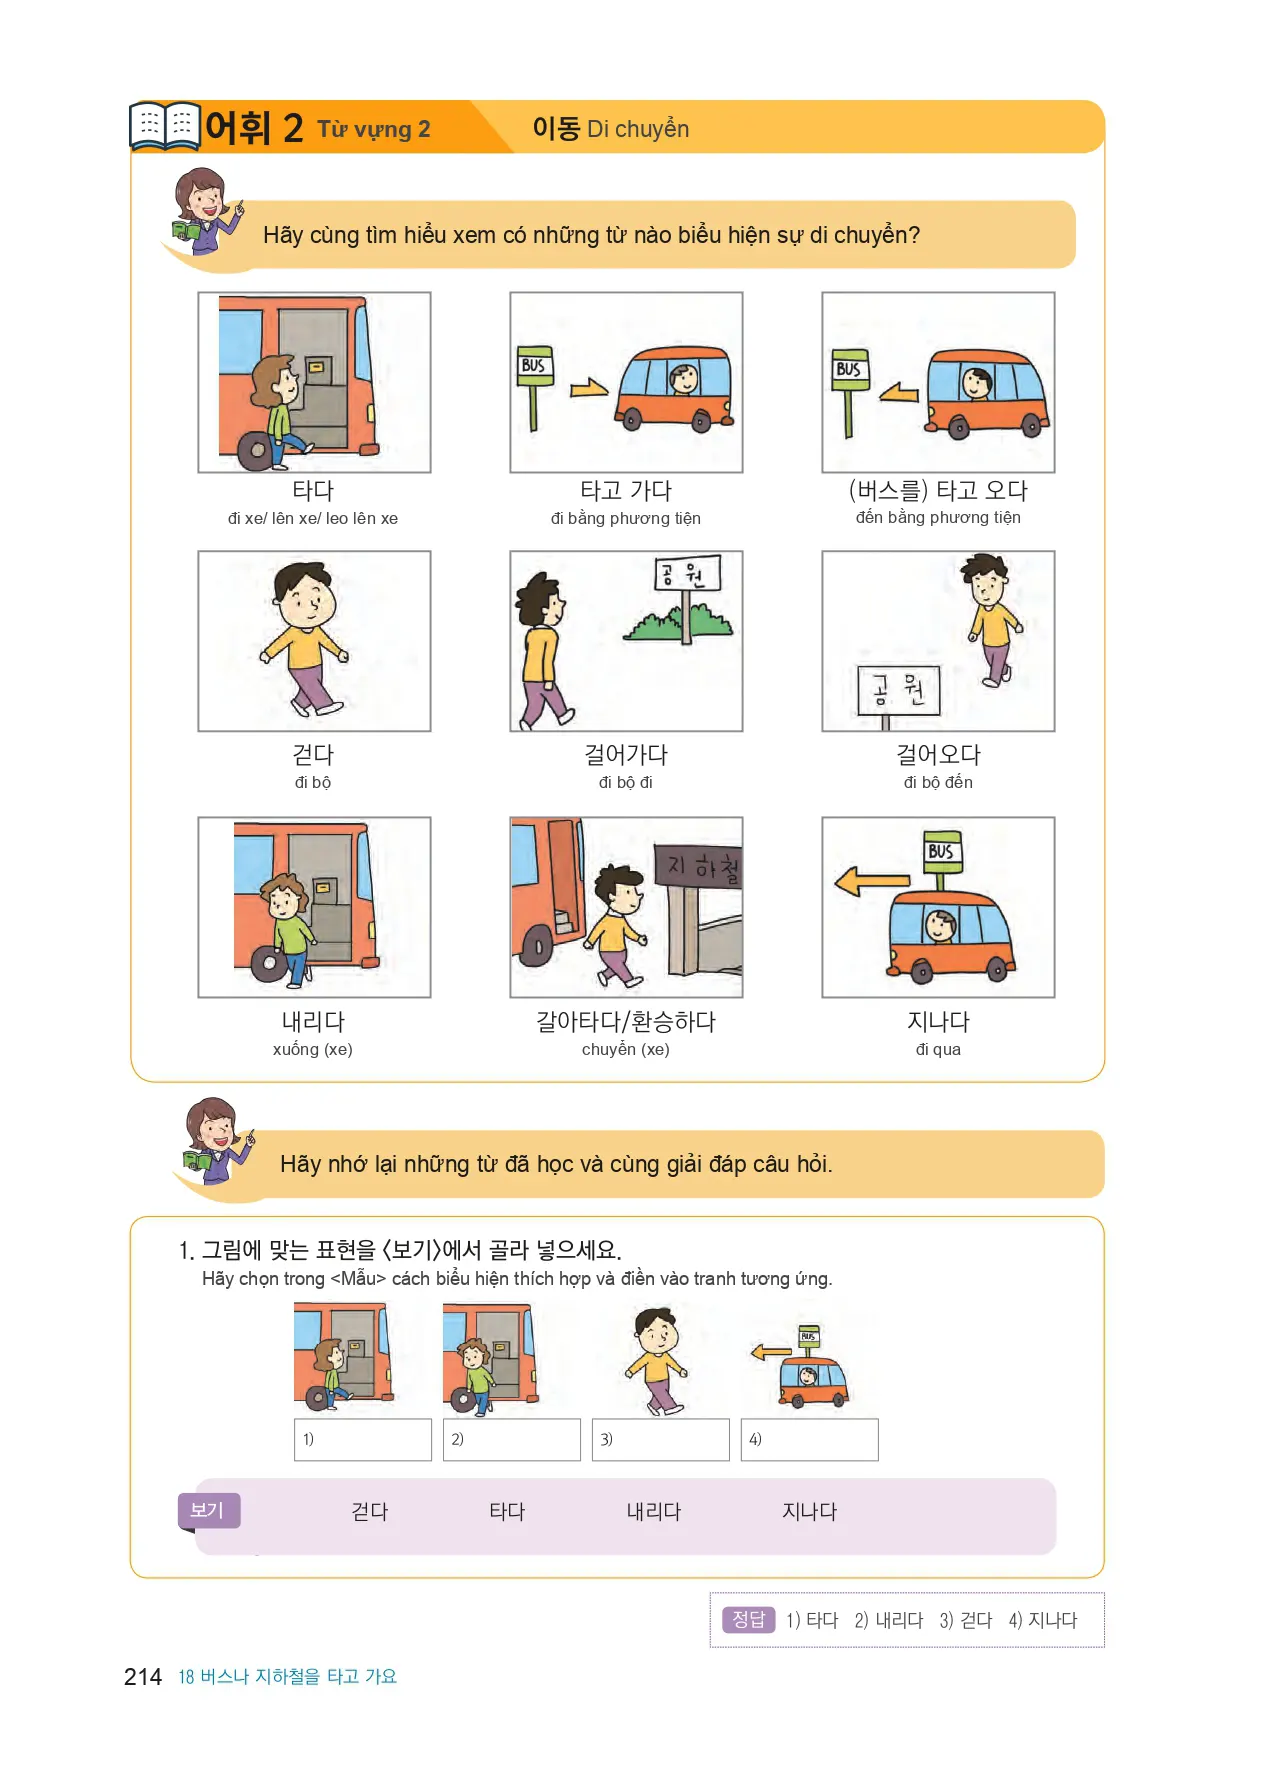 어휘 2 Từ vựng 2 이동 Di chuyển
Hãy cùng tìm hiểu xem có những từ nào biểu hiện sự di chuyển?
BUS BUS
타다 타고 가다 (버스를) 타고 오다
đi xe/ lên xe/ leo lên xe đi bằng phương tiện đến bằng phương tiện
공원
공원
걷다 걸어가다 걸어오다
đi bộ đi bộ đi đi bộ đến
지하철 BUS
내리다 갈아타다/환승하다 지나다
xuống (xe) chuyển (xe) đi qua
Hãy nhớ lại những từ đã học và cùng giải đáp câu hỏi.
1. 그림에 맞는 표현을 〈보기〉에서 골라 넣으세요.
Hãy chọn trong <Mẫu> cách biểu hiện thích hợp và điền vào tranh tương ứng.
BUS
1) 2) 3) 4)
보기 걷다 타다 내리다 지나다
정답 1) 타다 2) 내리다 3) 걷다 4) 지나다
214 18 버스나 지하철을 타고 가요